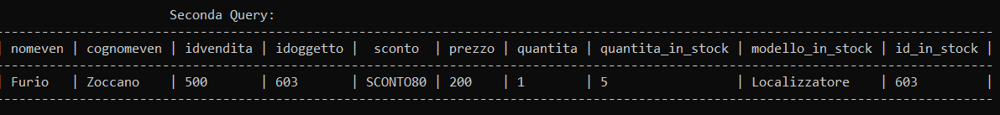 Seconda Query:
| nomeven | cognomeven | idvendita | idoggetto | sconto | prezzo | quantita | quantita_in_stock | modello_in_stock | id_in_stock |
| Furio | Zoccano | 500 | 603 | SCONTO80 | 200 | 1 | 5 | Localizzatore | 603 |